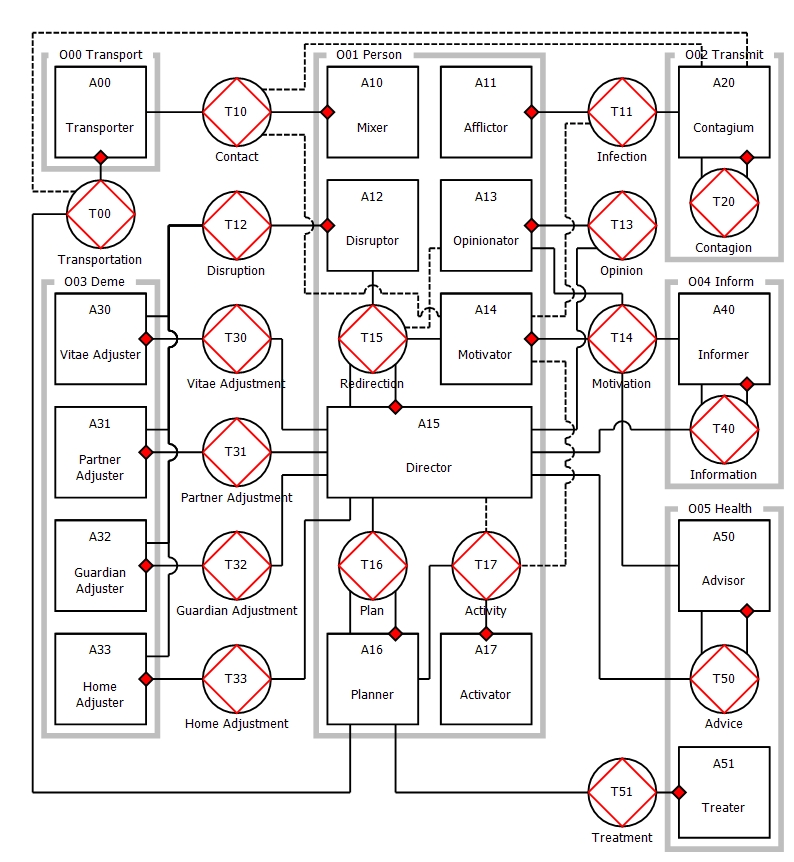 O00 Transport
O01 Person
O02 Transmit
A00
Transporter
T10
Contact
A10
Mixer
A11
Afflictor
T11
Infection
A20
Contagium
T00
Transportation
T12
Disruption
A12
Disruptor
A13
Opinionator
T13
Opinion
T20
Contagion
O03 Deme
O04 Inform
A30
Vitae Adjuster
T30
Vitae Adjustment
T15
Redirection
A14
Motivator
T14
Motivation
A40
Informer
A31
Partner
Adjuster
T31
Partner Adjustment
A15
Director
T40
Information
O05 Health
A32
Guardian
Adjuster
T32
Guardian Adjustment
T16
Plan
T17
Activity
A50
Advisor
A33
Home
Adjuster
T33
Home Adjustment
A16
Planner
A17
Activator
T50
Advice
T51
Treatment
A51
Treater